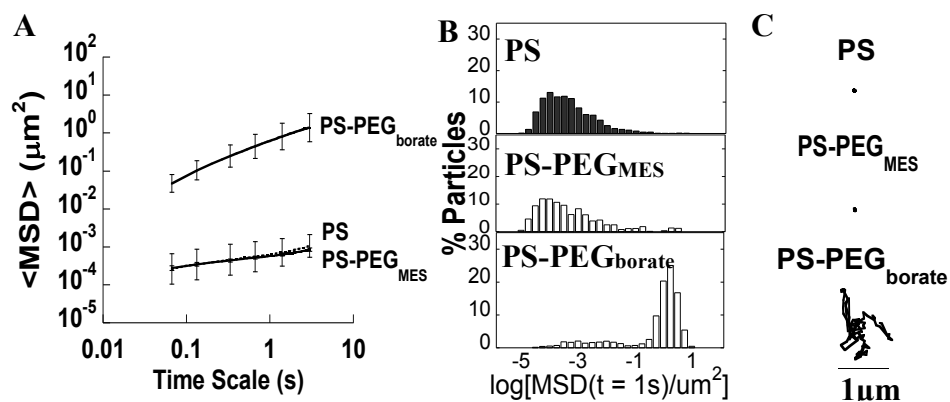 A
<MSD> (μm²)
10²
10¹
10⁰
10⁻¹
10⁻²
10⁻³
10⁻⁴
10⁻⁵
PS-PEGborate
PS
PS-PEGMES
0.01 0.1 1 10
Time Scale (s)
B
% Particles
30
20
10
0
PS
30
20
10
0
PS-PEGMES
30
20
10
0
PS-PEGborate
-5 -3 -1 1
log[MSD(t = 1s)/um²]
C
PS
PS-PEGMES
PS-PEGborate
1μm